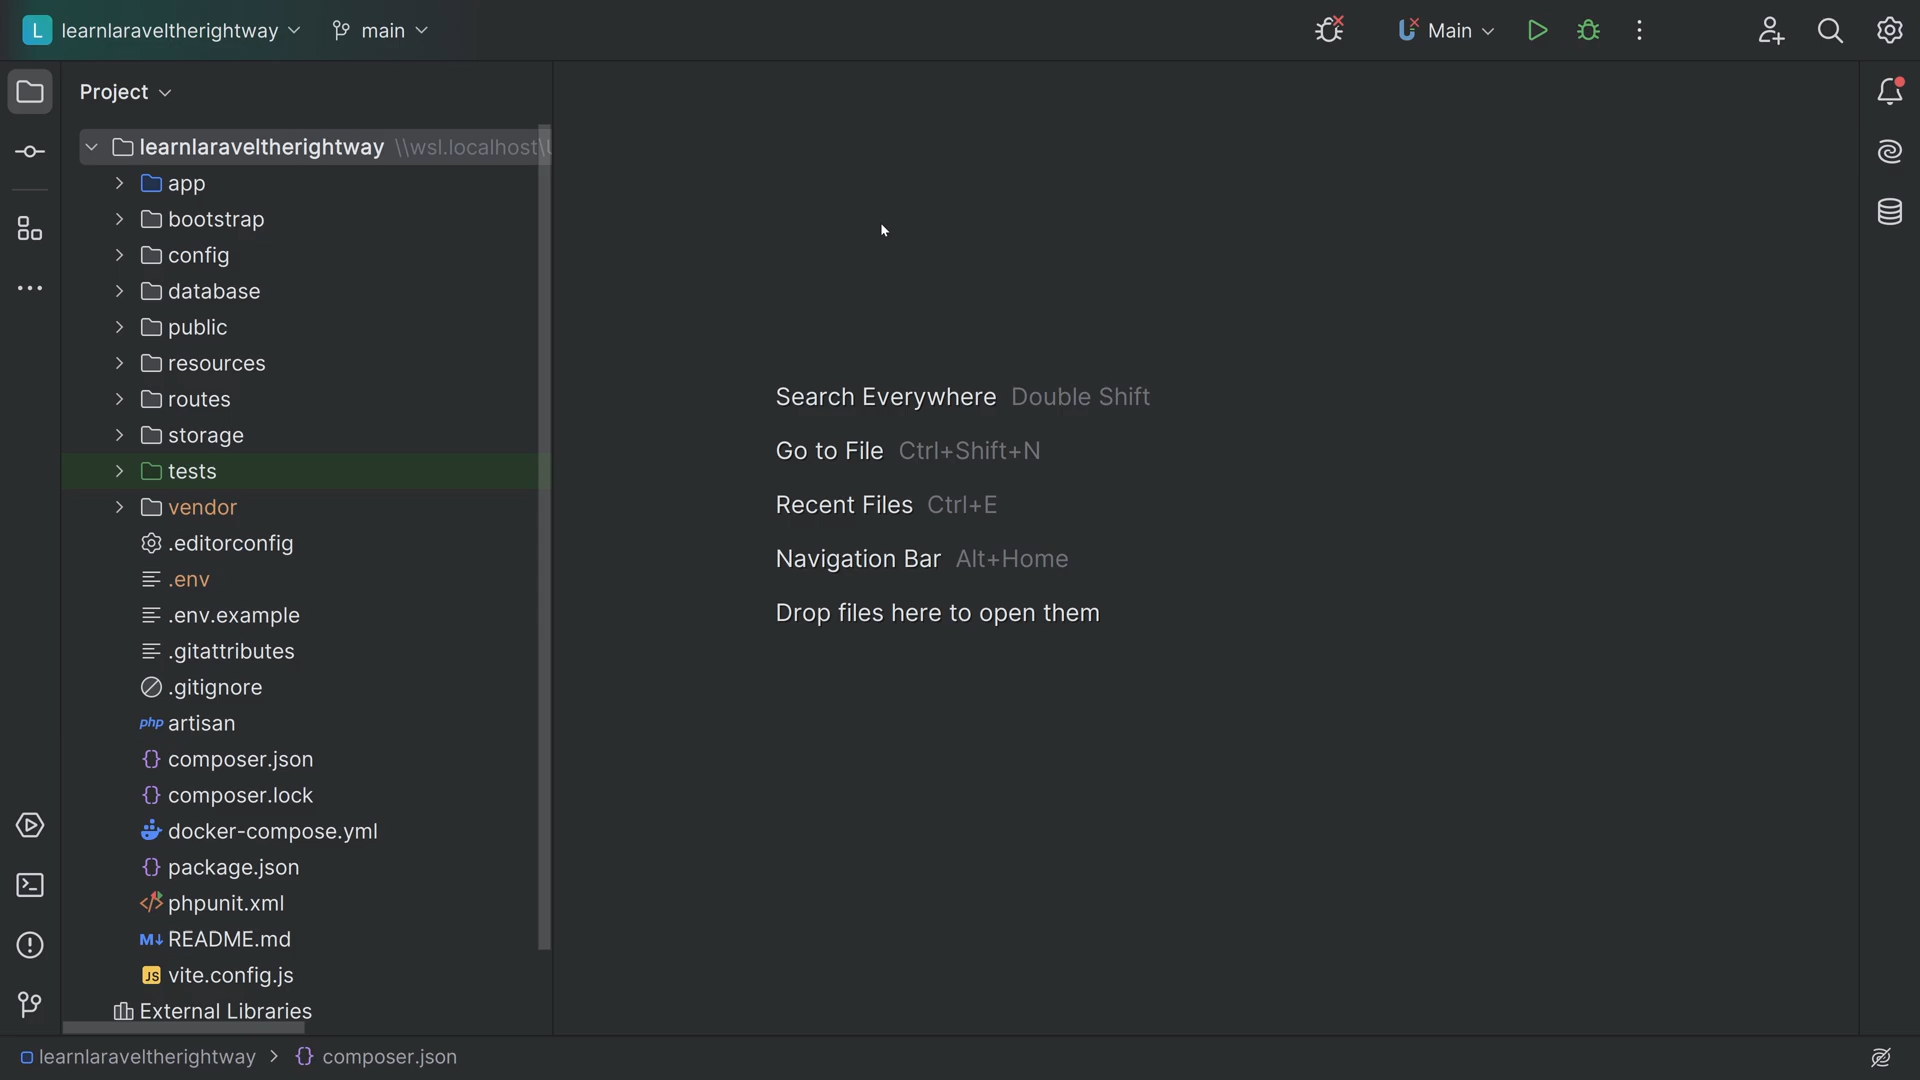 L learnlaraveltherightway main Main
Project
learnlaraveltherightway \\wsl.localhost\
app
bootstrap
config
database
public
resources
routes
storage
tests
vendor
.editorconfig
.env
.env.example
.gitattributes
.gitignore
php artisan
{} composer.json
{} composer.lock
docker-compose.yml
{} package.json
</> phpunit.xml
M↓ README.md
JS vite.config.js
External Libraries
Search Everywhere Double Shift
Go to File Ctrl+Shift+N
Recent Files Ctrl+E
Navigation Bar Alt+Home
Drop files here to open them
learnlaraveltherightway > {} composer.json